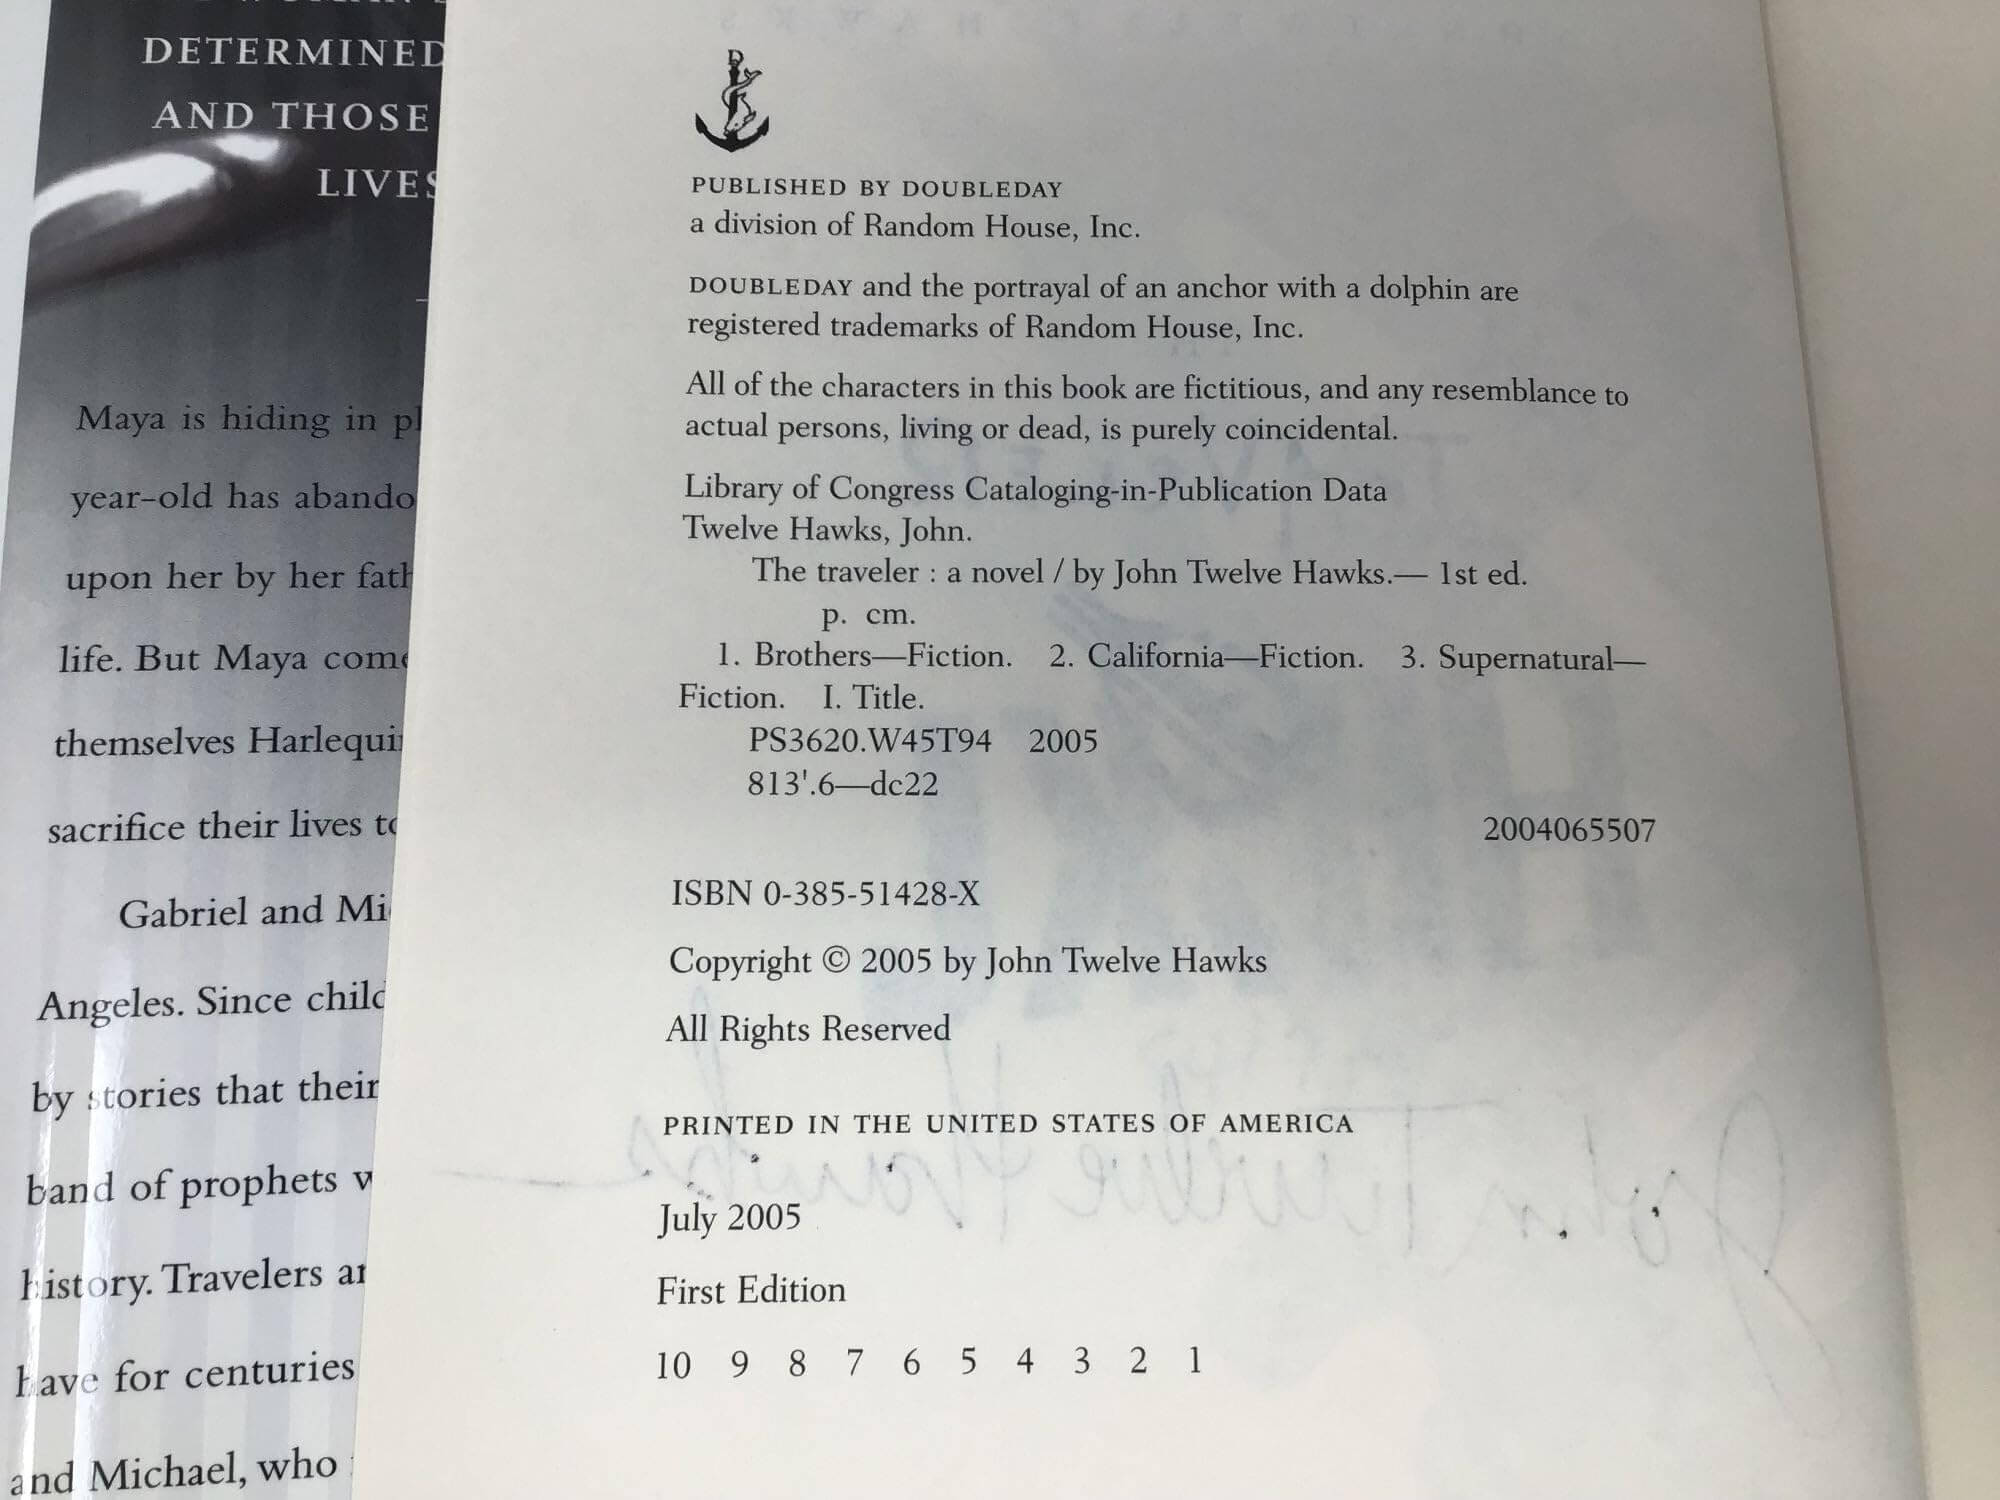 DETERMINED
AND THOSE
LIVES
Maya is hiding in
year-old has
upon her by her
life. But Maya
themselves
sacrifice their lives
Gabriel and
Angeles. Since
by stories that their
band of prophets
history. Travelers
have for centuries
and Michael, who
D
PUBLISHED BY DOUBLEDAY
a division of Random House, Inc.
DOUBLEDAY and the portrayal of an anchor with a dolphin are
registered trademarks of Random House, Inc.
All of the characters in this book are fictitious, and any resemblance to
actual persons, living or dead, is purely coincidental.
Library of Congress Cataloging-in-Publication Data
Twelve Hawks, John.
The traveler : a novel / by John Twelve Hawks.— 1st ed.
p. cm.
1. Brothers—Fiction. 2. California—Fiction. 3. Supernatural—
Fiction. I. Title.
PS3620.W45T94 2005
813'.6—dc22
2004065507
ISBN 0-385-51428-X
Copyright © 2005 by John Twelve Hawks
All Rights Reserved
PRINTED IN THE UNITED STATES OF AMERICA
John Twelve Hawks
July 2005
First Edition
10 9 8 7 6 5 4 3 2 1